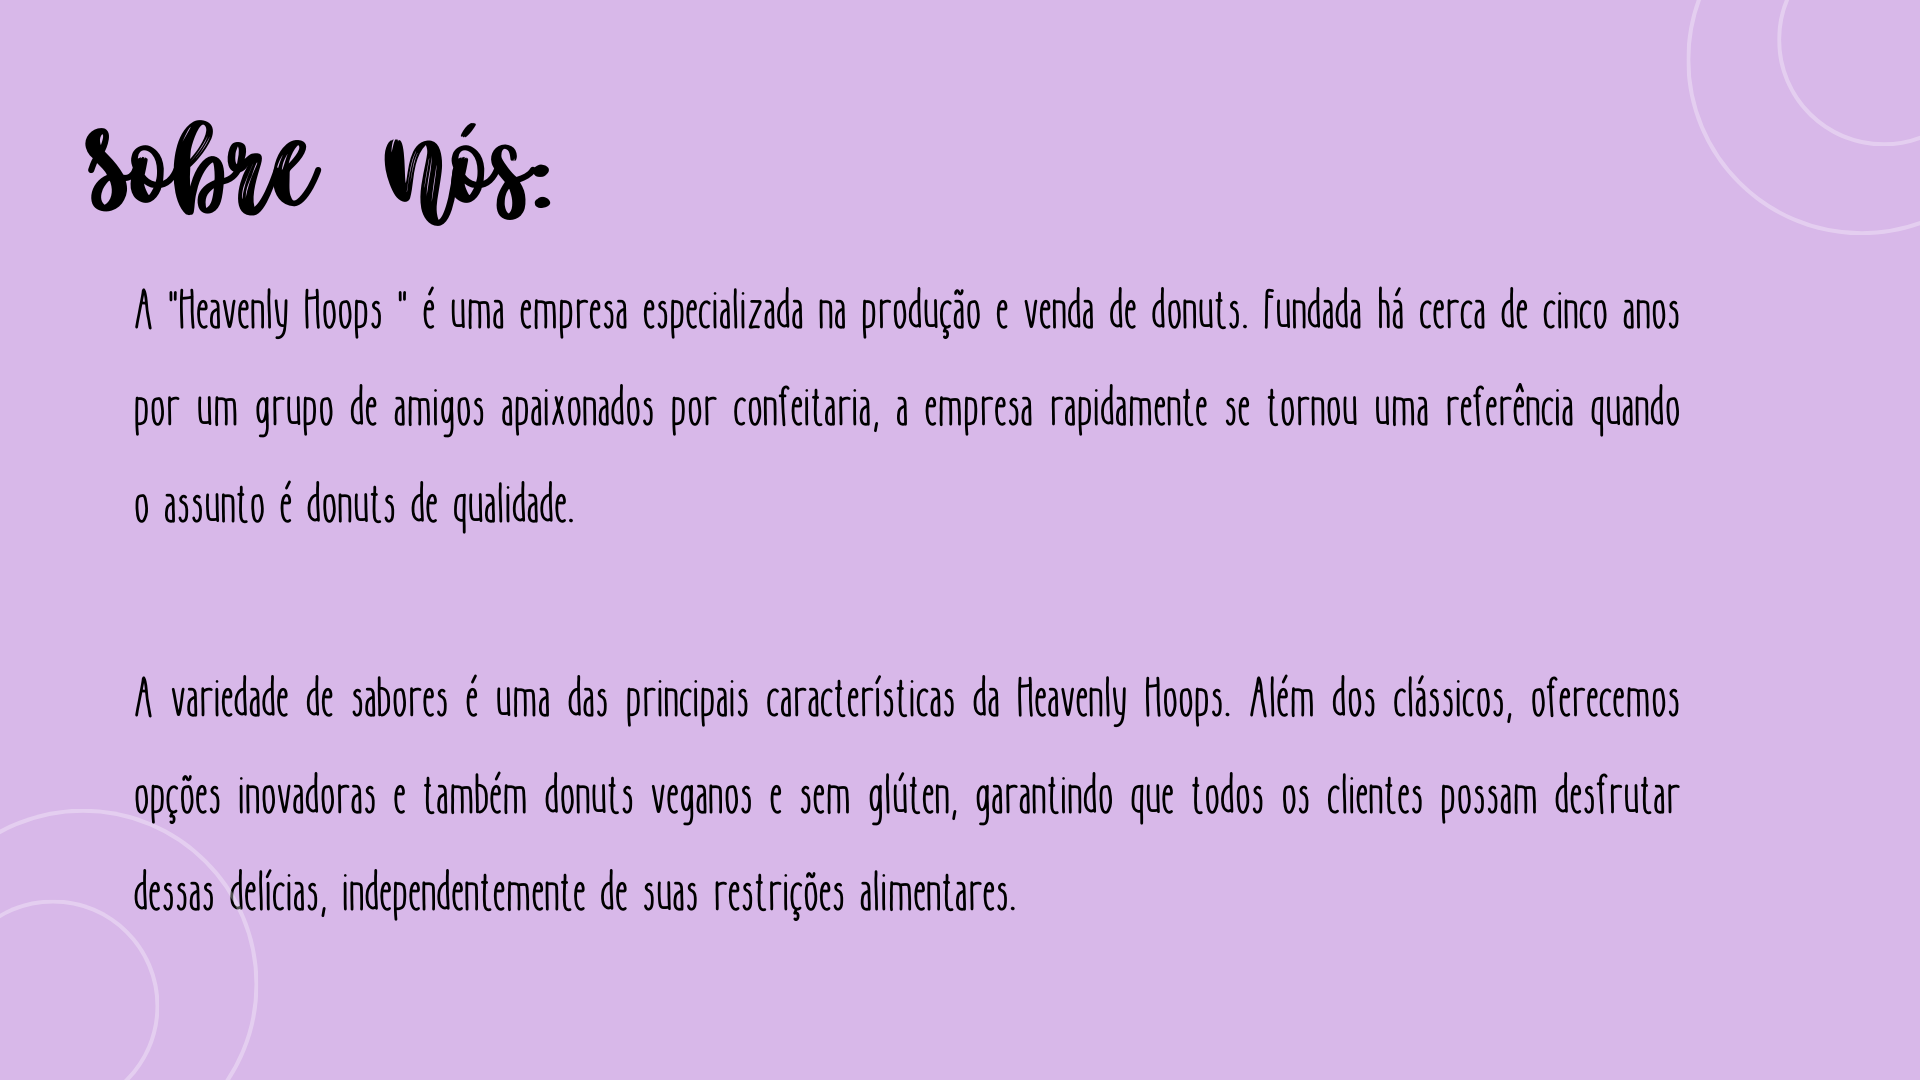 sobre nós:
A "Heavenly Hoops " é uma empresa especializada na produção e venda de donuts. Fundada há cerca de cinco anos
por um grupo de amigos apaixonados por confeitaria, a empresa rapidamente se tornou uma referência quando
o assunto é donuts de qualidade.
A variedade de sabores é uma das principais características da Heavenly Hoops. Além dos clássicos, oferecemos
opções inovadoras e também donuts veganos e sem glúten, garantindo que todos os clientes possam desfrutar
dessas delícias, independentemente de suas restrições alimentares.